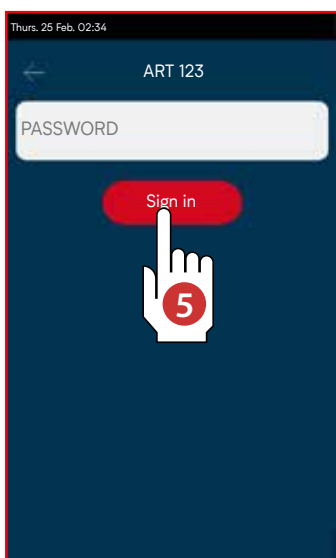 Thurs. 25 Feb. 02:34
ART 123
PASSWORD
Sign in
5